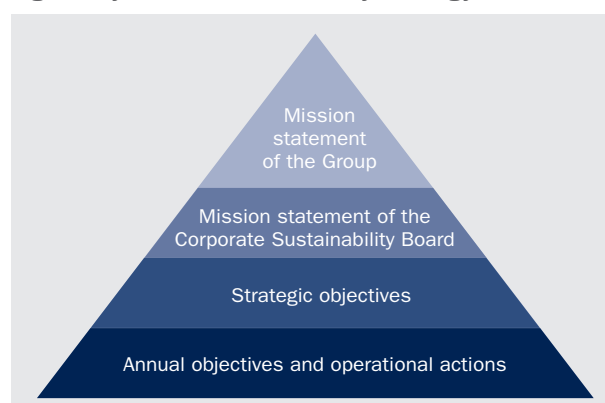 Mission
statement
of the Group
Mission statement of the
Corporate Sustainability Board
Strategic objectives
Annual objectives and operational actions